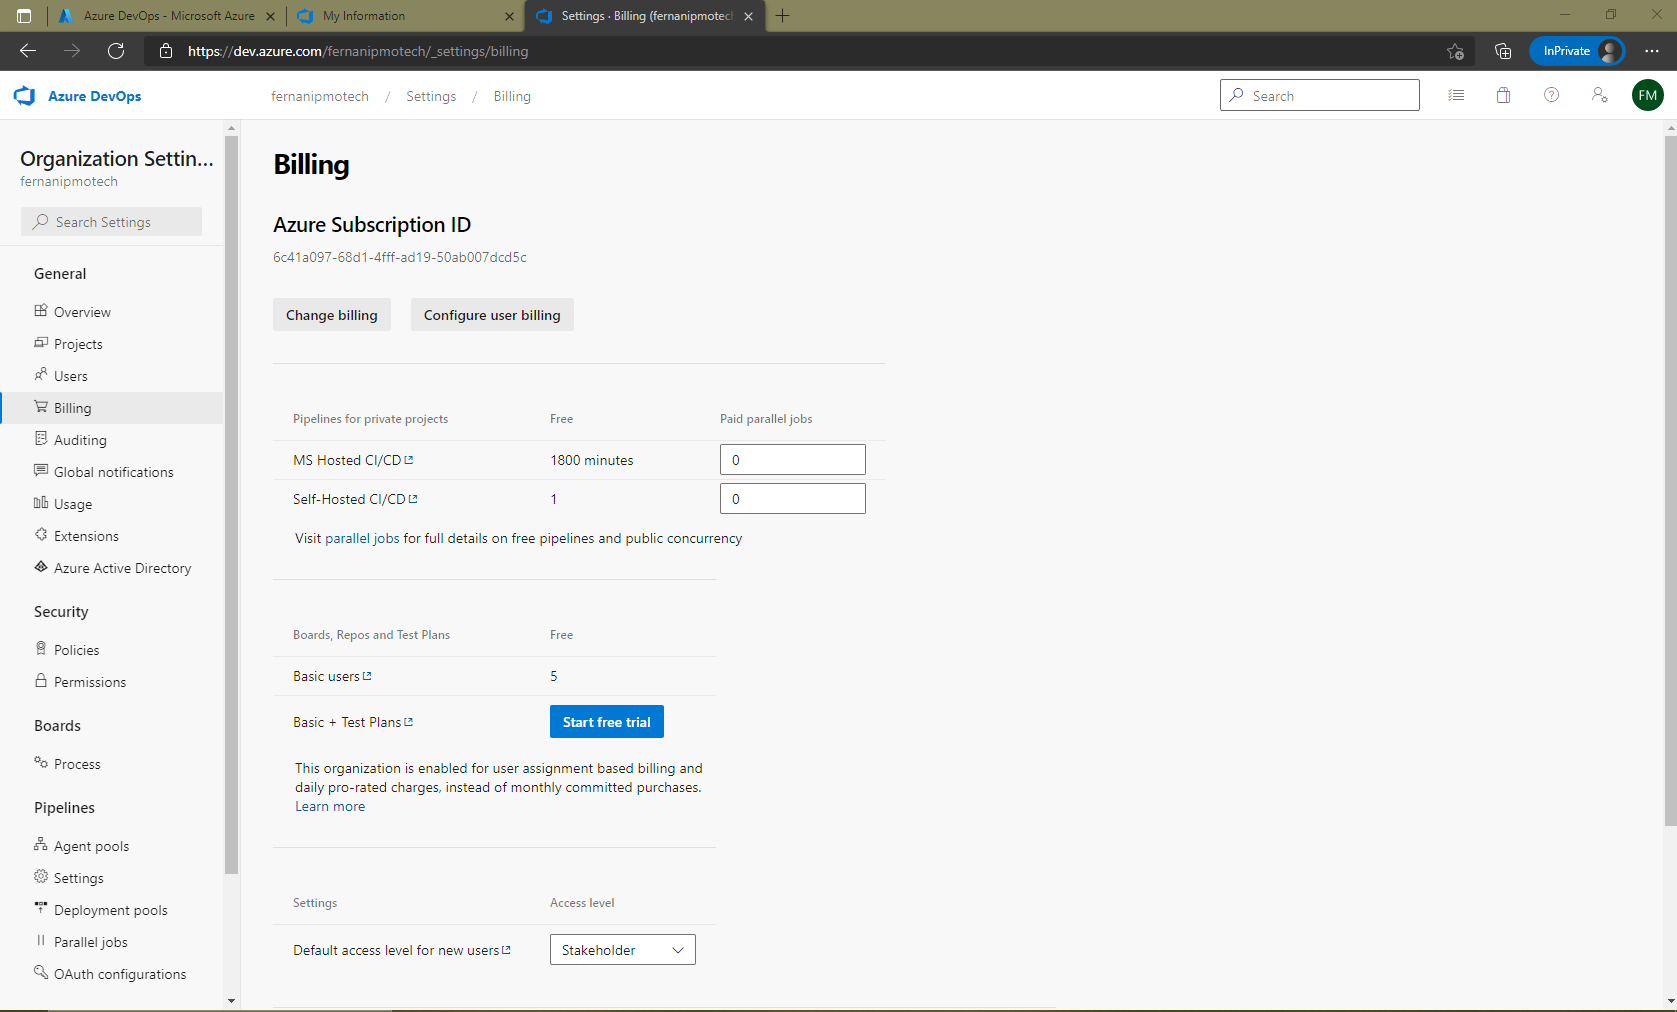 Azure DevOps - Microsoft Azure
My Information
Settings · Billing (fernanipmotech
https://dev.azure.com/fernanipmotech/_settings/billing
InPrivate
Azure DevOps
fernanipmotech / Settings / Billing
Search
FM
Organization Settin...
fernanipmotech
Search Settings
General
Overview
Projects
Users
Billing
Auditing
Global notifications
Usage
Extensions
Azure Active Directory
Security
Policies
Permissions
Boards
Process
Pipelines
Agent pools
Settings
Deployment pools
Parallel jobs
OAuth configurations
Billing
Azure Subscription ID
6c41a097-68d1-4fff-ad19-50ab007dcd5c
Change billing
Configure user billing
Pipelines for private projects Free Paid parallel jobs
MS Hosted CI/CD 1800 minutes 0
Self-Hosted CI/CD 1 0
Visit parallel jobs for full details on free pipelines and public concurrency
Boards, Repos and Test Plans Free
Basic users 5
Basic + Test Plans Start free trial
This organization is enabled for user assignment based billing and
daily pro-rated charges, instead of monthly committed purchases.
Learn more
Settings Access level
Default access level for new users Stakeholder